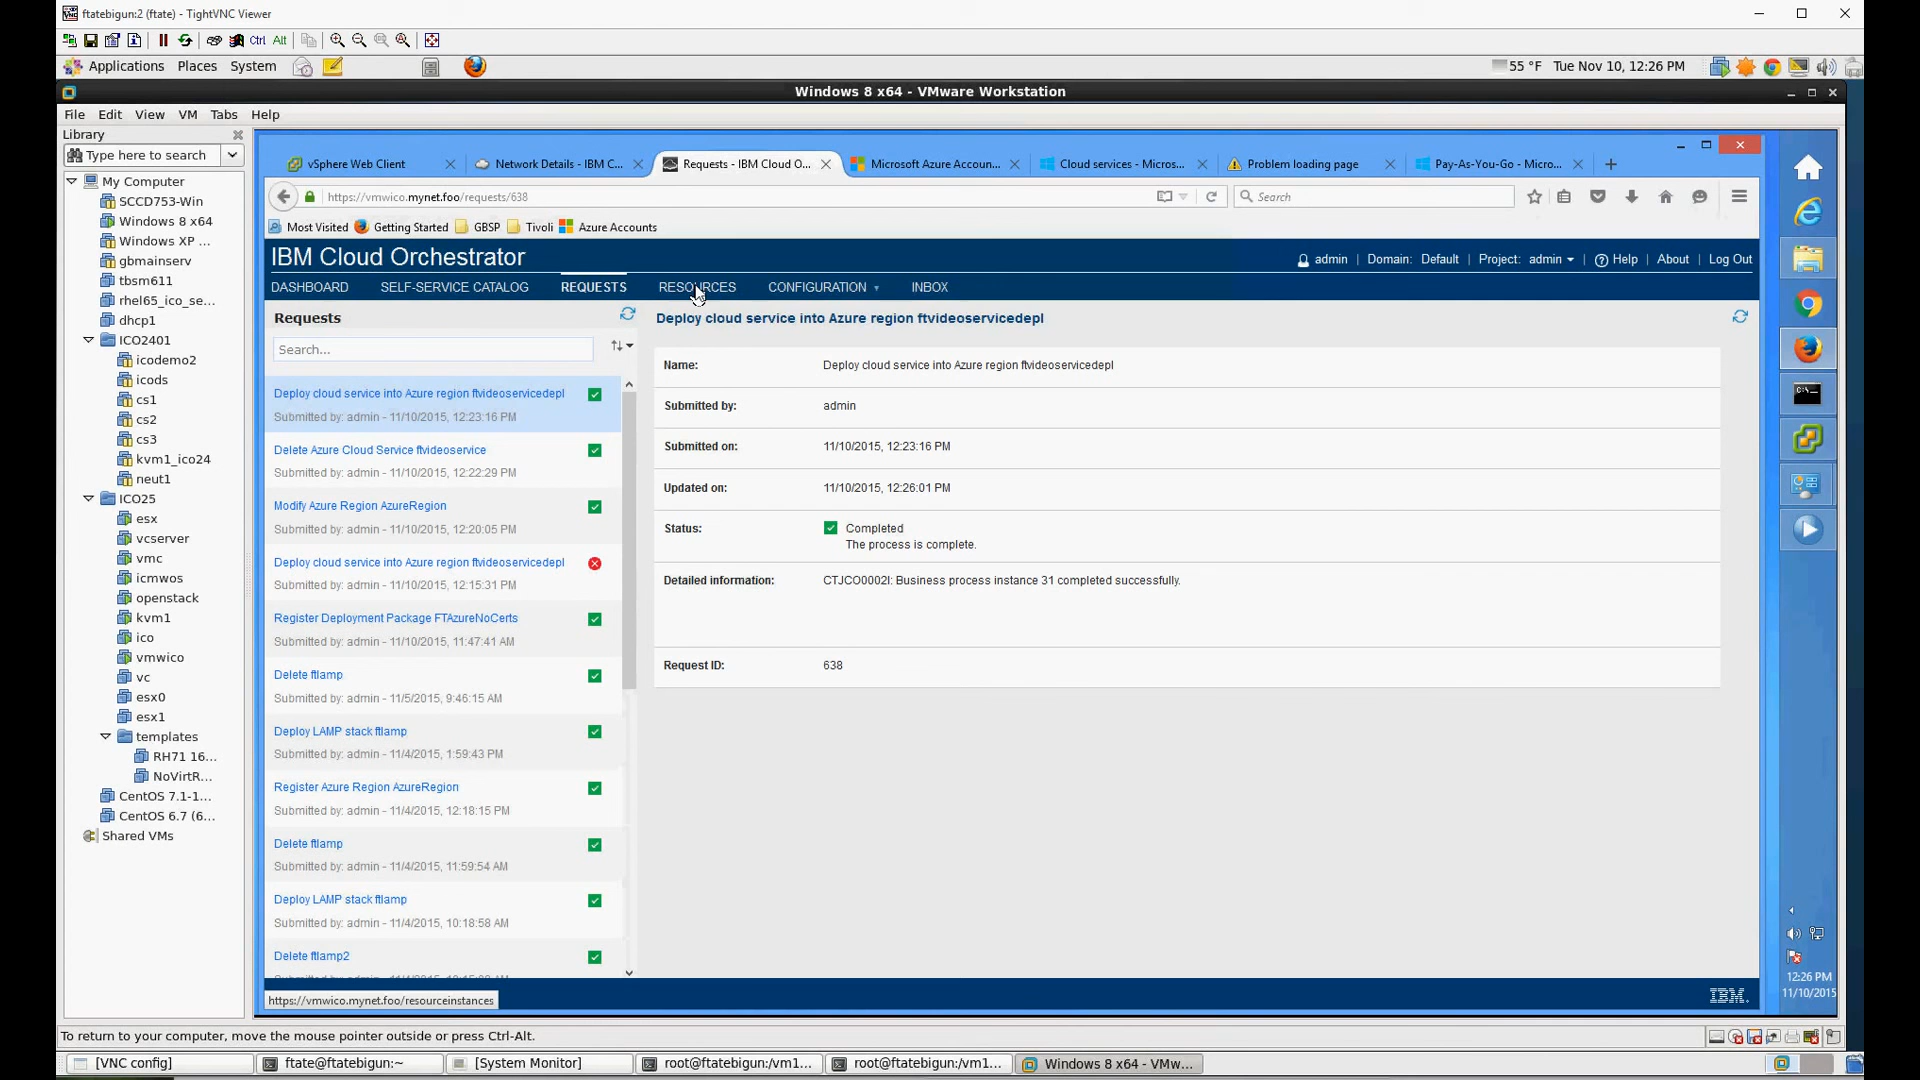 ftatebigun:2 (ftate) - TightVNC Viewer
Ctrl Alt
Applications Places System 55 °F Tue Nov 10, 12:26 PM
Windows 8 x64 - VMware Workstation
File Edit View VM Tabs Help
Library
Type here to search
My Computer
SCCD753-Win
Windows 8 x64
Windows XP ...
gbmainserv
tbsm611
rhel65_ico_se...
dhcp1
ICO2401
icodemo2
icods
cs1
cs2
cs3
kvm1_ico24
neut1
ICO25
esx
vcserver
vmc
icmwos
openstack
kvm1
ico
vmwico
vc
esx0
esx1
templates
RH71 16...
NoVirtR...
CentOS 7.1-1...
CentOS 6.7 (6...
Shared VMs
vSphere Web Client
Network Details - IBM C...
Requests - IBM Cloud O...
Microsoft Azure Accoun...
Cloud services - Micros...
Problem loading page
Pay-As-You-Go - Micro...
https://vmwico.mynet.foo/requests/638
Search
Most Visited Getting Started GBSP Tivoli Azure Accounts
IBM Cloud Orchestrator
admin | Domain: Default | Project: admin | Help | About | Log Out
DASHBOARD SELF-SERVICE CATALOG REQUESTS RESOURCES CONFIGURATION INBOX
Requests
Search...
Deploy cloud service into Azure region ftvideoservicedepl
Submitted by: admin - 11/10/2015, 12:23:16 PM
Delete Azure Cloud Service ftvideoservice
Submitted by: admin - 11/10/2015, 12:22:29 PM
Modify Azure Region AzureRegion
Submitted by: admin - 11/10/2015, 12:20:05 PM
Deploy cloud service into Azure region ftvideoservicedepl
Submitted by: admin - 11/10/2015, 12:15:31 PM
Register Deployment Package FTAzureNoCerts
Submitted by: admin - 11/10/2015, 11:47:41 AM
Delete ftlamp
Submitted by: admin - 11/5/2015, 9:46:15 AM
Deploy LAMP stack ftlamp
Submitted by: admin - 11/4/2015, 1:59:43 PM
Register Azure Region AzureRegion
Submitted by: admin - 11/4/2015, 12:18:15 PM
Delete ftlamp
Submitted by: admin - 11/4/2015, 11:59:54 AM
Deploy LAMP stack ftlamp
Submitted by: admin - 11/4/2015, 10:18:58 AM
Delete ftlamp2
https://vmwico.mynet.foo/resourceinstances
Deploy cloud service into Azure region ftvideoservicedepl
Name: Deploy cloud service into Azure region ftvideoservicedepl
Submitted by: admin
Submitted on: 11/10/2015, 12:23:16 PM
Updated on: 11/10/2015, 12:26:01 PM
Status: Completed
The process is complete.
Detailed information: CTJCO0002I: Business process instance 31 completed successfully.
Request ID: 638
IBM.
12:26 PM
11/10/2015
To return to your computer, move the mouse pointer outside or press Ctrl-Alt.
[VNC config]
ftate@ftatebigun:~
[System Monitor]
root@ftatebigun:/vm1...
root@ftatebigun:/vm1...
Windows 8 x64 - VMw...